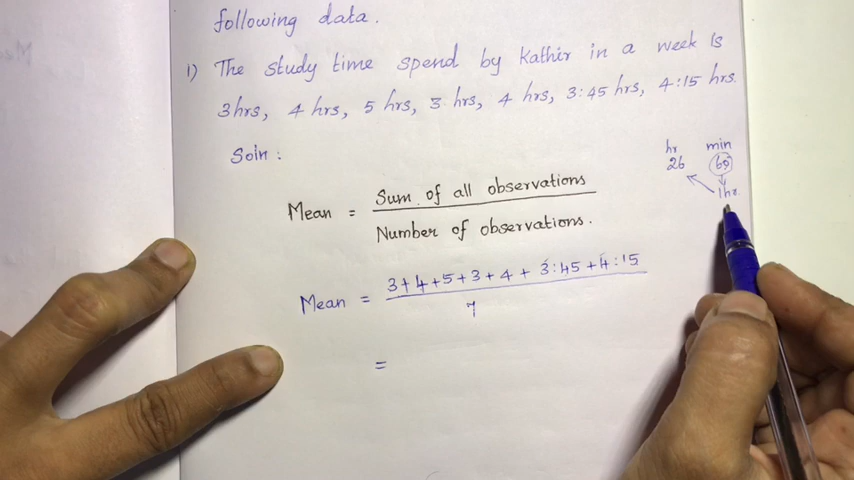 following data.
1) The study time spend by Kathir in a week is
3hrs, 4 hrs, 5 hrs, 3 hrs, 4 hrs, 3:45 hrs, 4:15 hrs.
Soln :
hr min
26 60
1hr.
Mean = Sum of all observations
Number of observations.
Mean = 3+4+5+3+4+ 3:45 +4:15
7
=